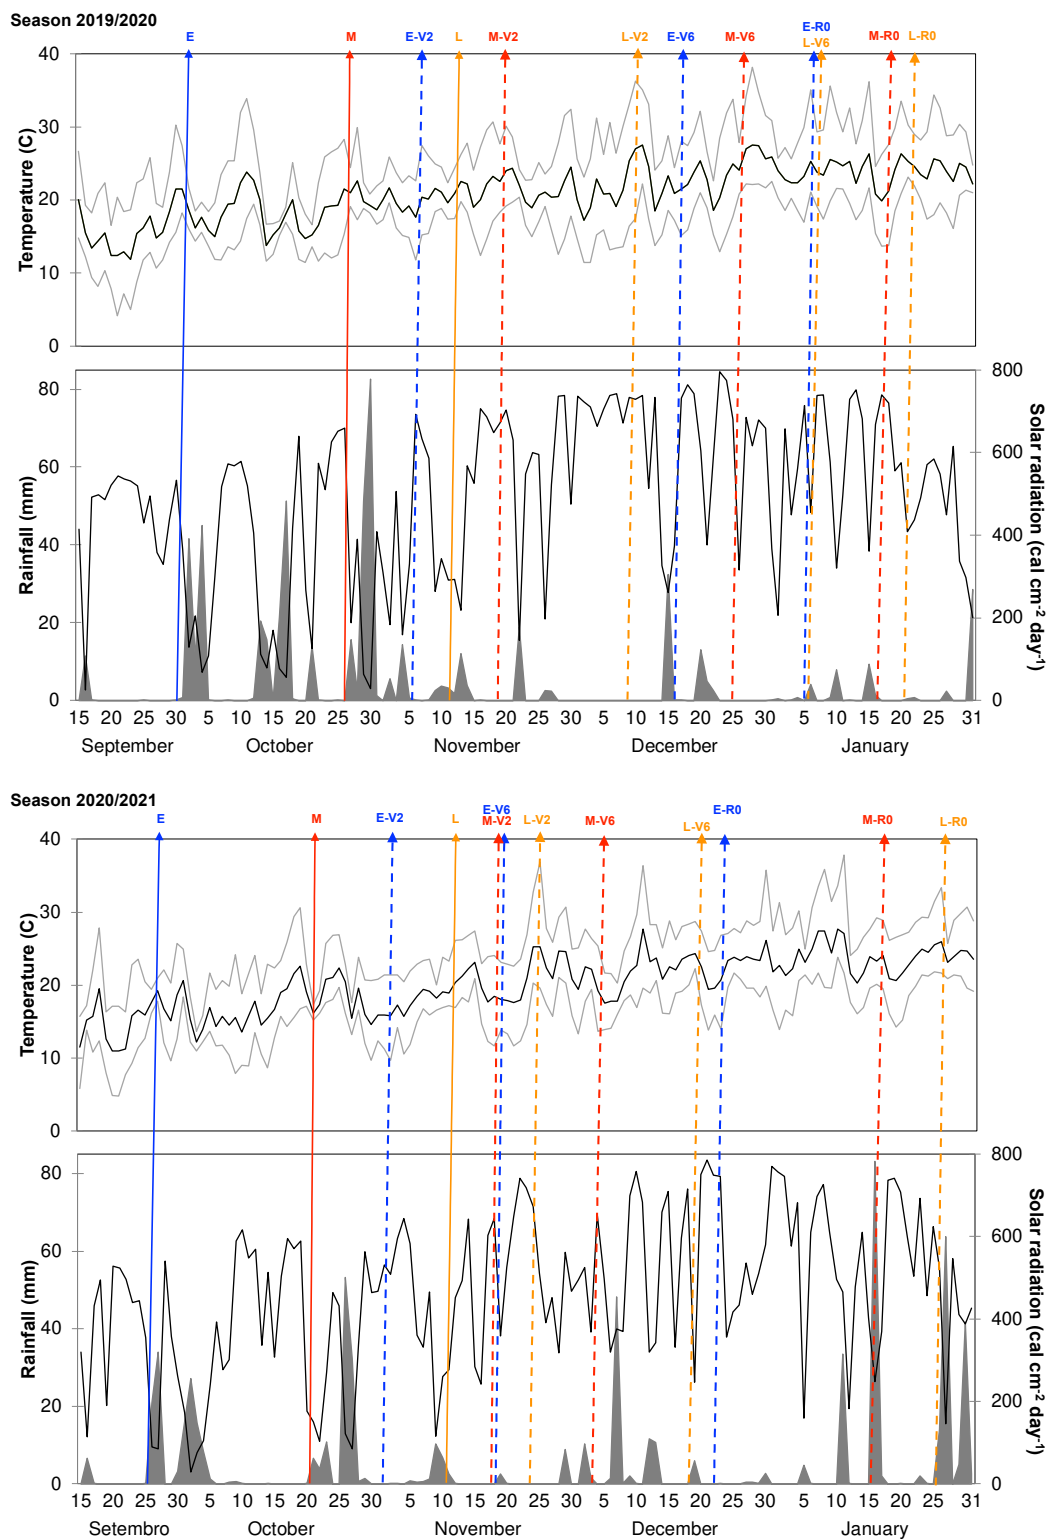 Season 2019/2020
E M E-V2 L M-V2 L-V2 E-V6 M-V6 E-R0 L-V6 M-R0 L-R0
Temperature (C)
40
30
20
10
0
Rainfall (mm)
80
60
40
20
0
Solar radiation (cal cm-2 day-1)
800
600
400
200
0
15 20 25 30 5 10 15 20 25 30 5 10 15 20 25 30 5 10 15 20 25 31 5 10 15 20 25 31
September October November December January
Season 2020/2021
E M E-V2 L E-V6 M-V2 L-V2 M-V6 L-V6 E-R0 M-R0 L-R0
Temperature (C)
40
30
20
10
0
Rainfall (mm)
80
60
40
20
0
Solar radiation (cal cm-2 day-1)
800
600
400
200
0
15 20 25 30 5 10 15 20 25 30 5 10 15 20 25 30 5 10 15 20 25 31 5 10 15 20 25 31
Setembro October November December January